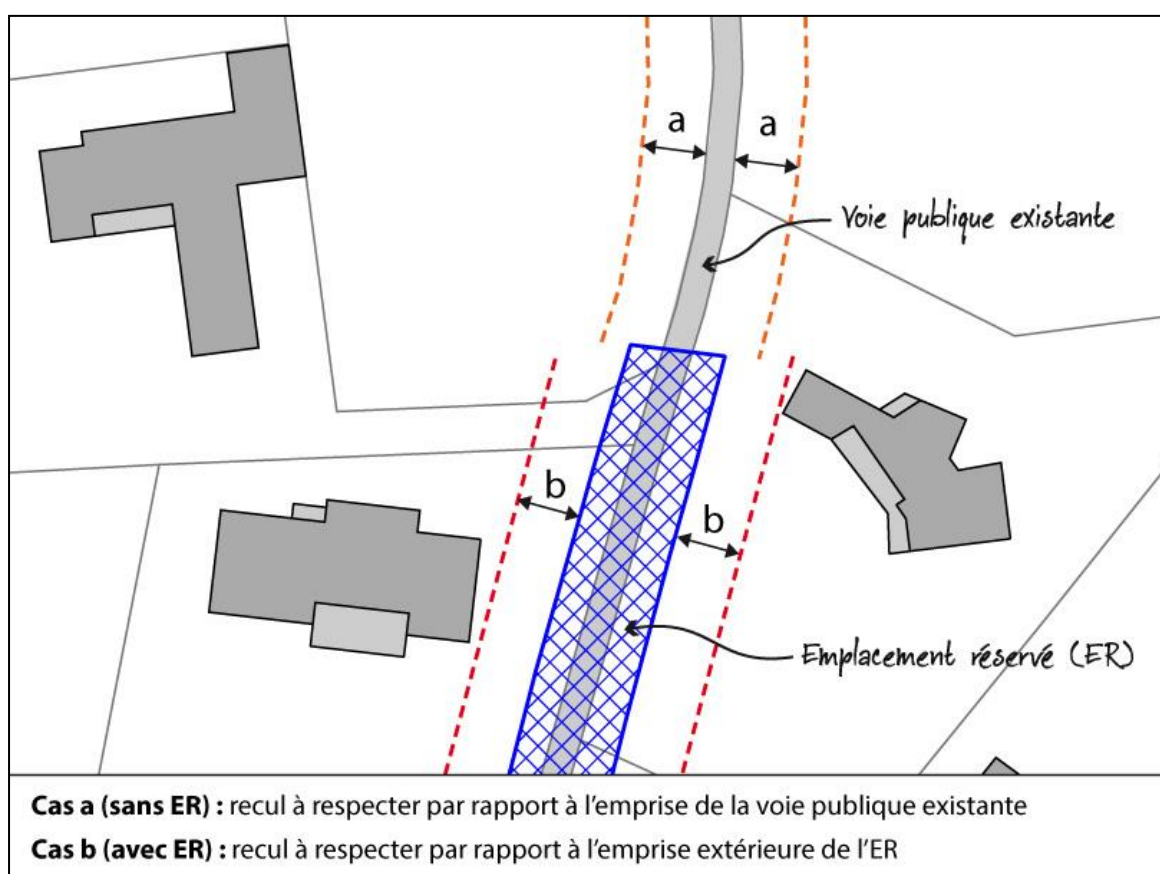 a
a
Voie publique existante
b
b
Emplacement réservé (ER)
Cas a (sans ER) : recul à respecter par rapport à l’emprise de la voie publique existante
Cas b (avec ER) : recul à respecter par rapport à l’emprise extérieure de l’ER